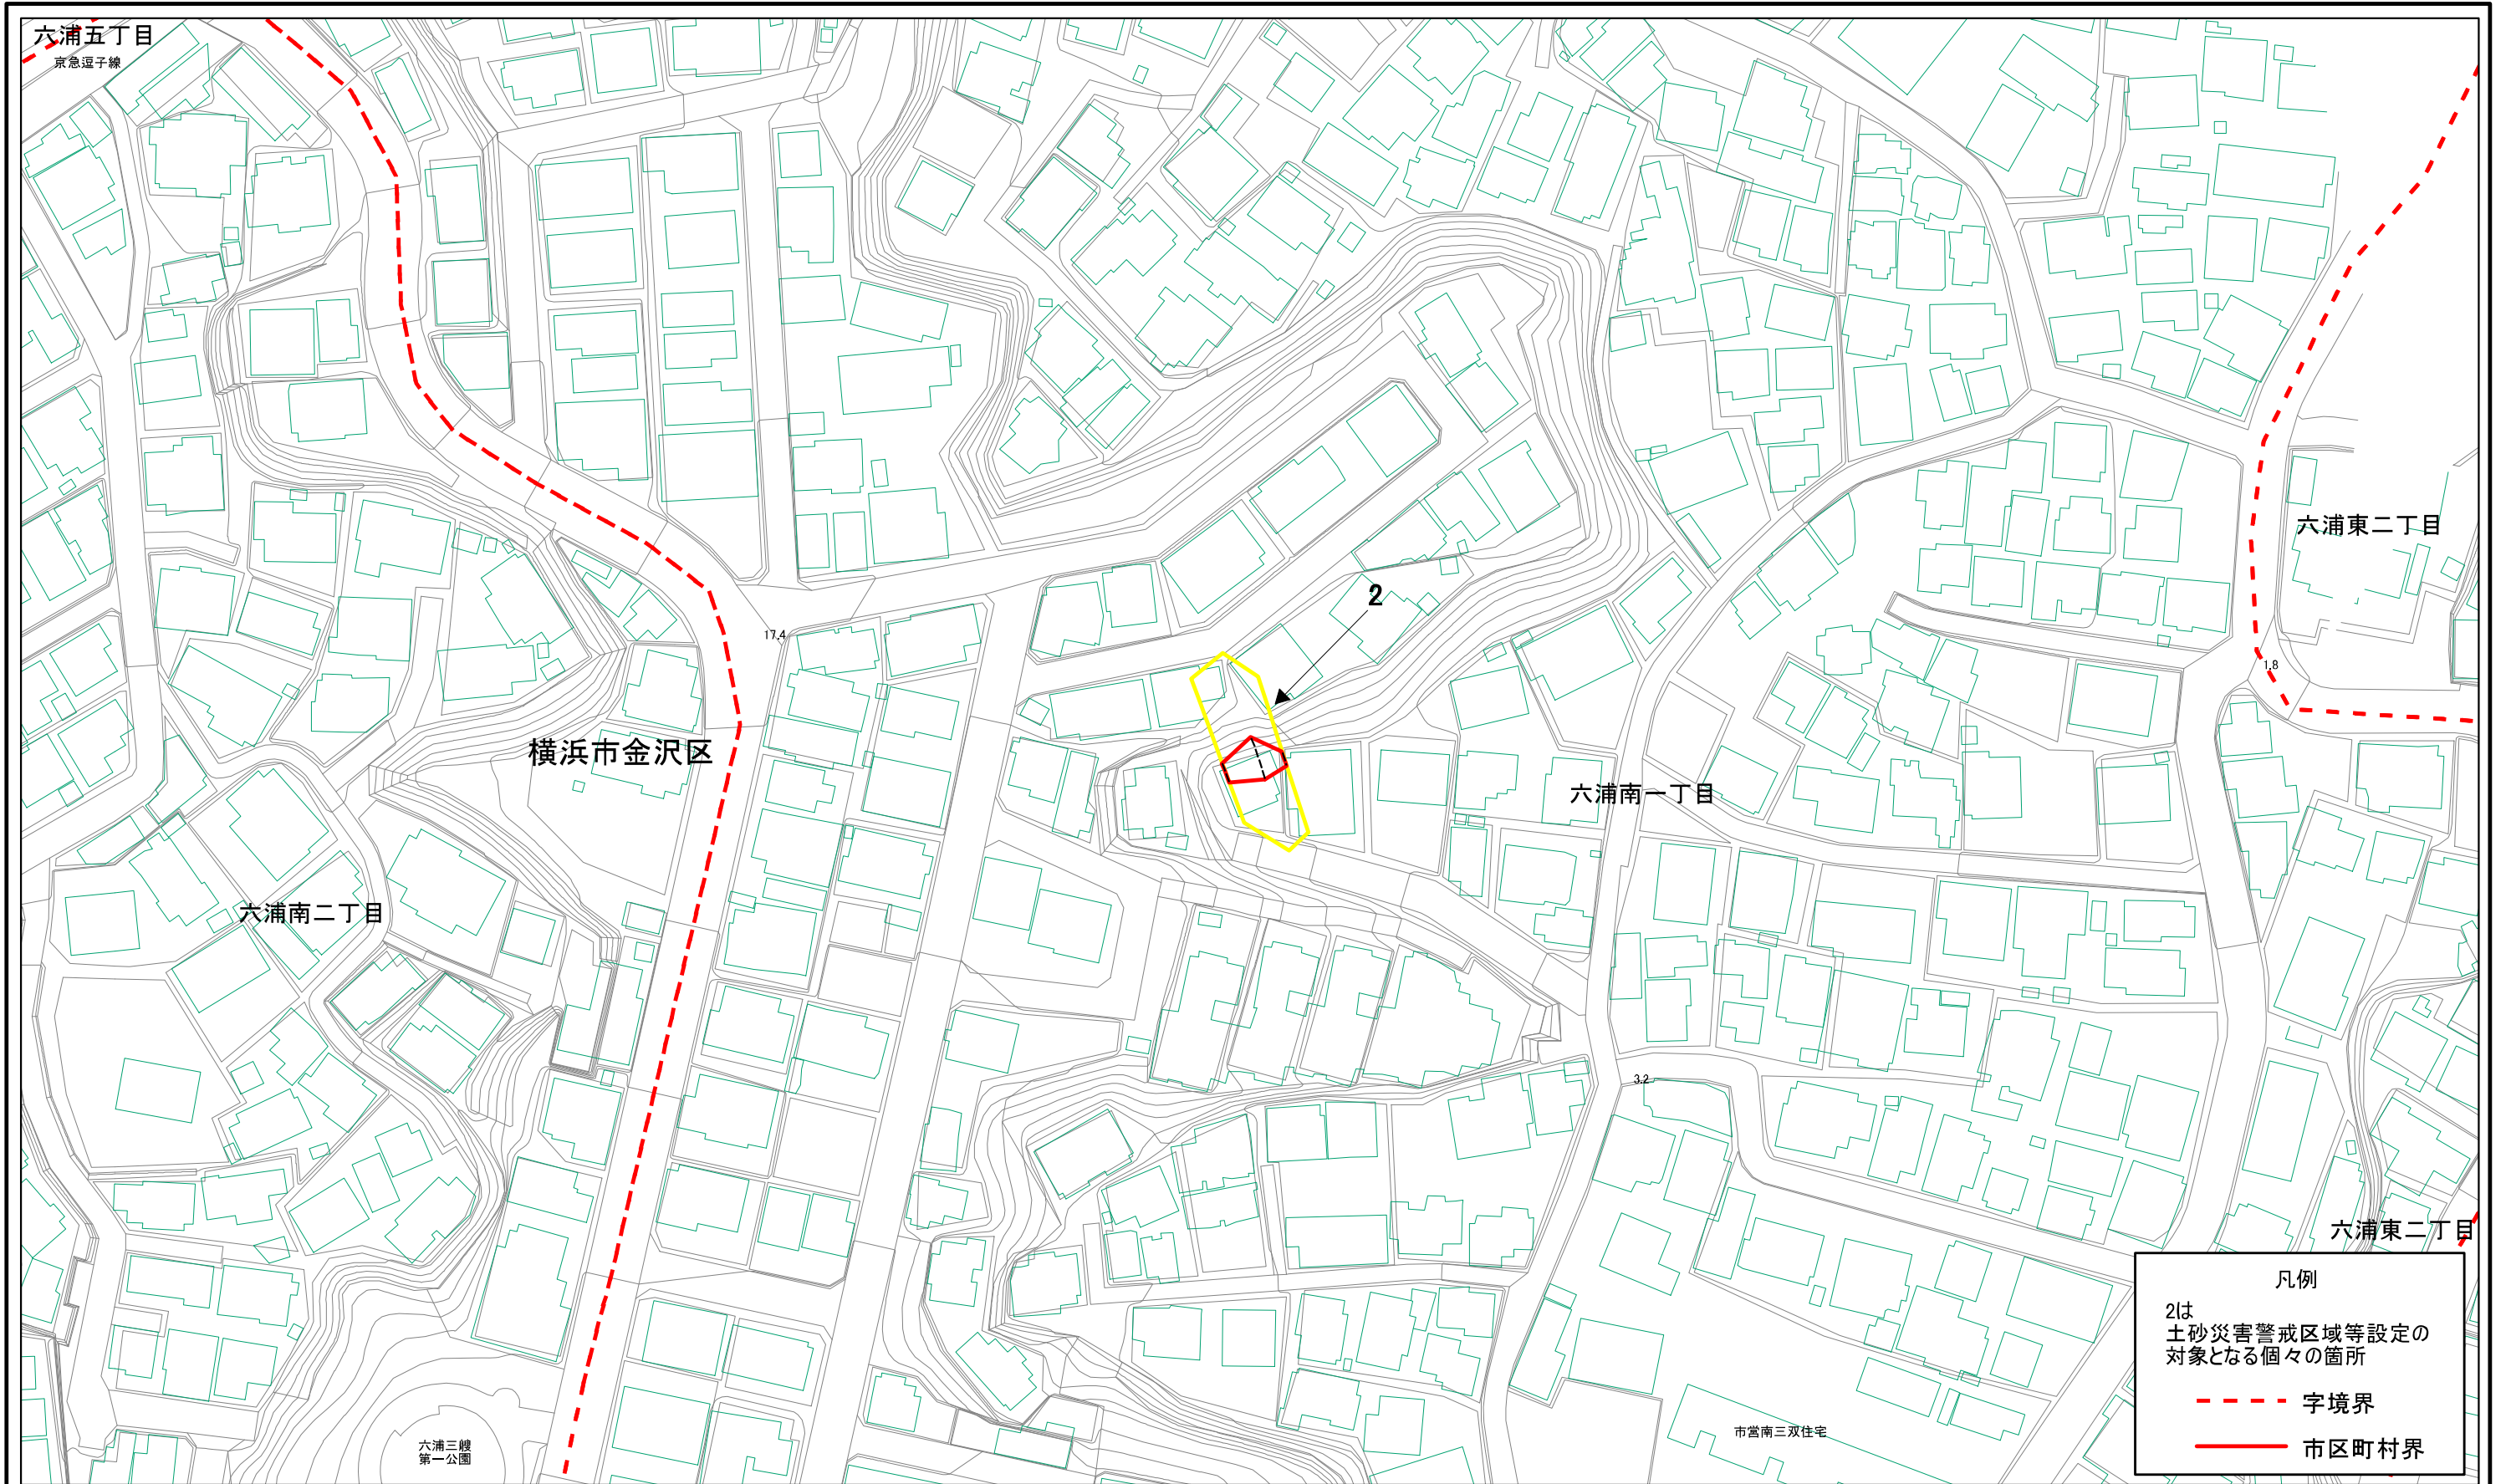 六浦五丁目
京急逗子線
六浦東二丁目
2
17.4
1.8
横浜市金沢区
六浦南一丁目
六浦南二丁目
3.2
六浦東二丁目
凡例
2は
土砂災害警戒区域等設定の
対象となる個々の箇所
字境界
市区町村界
市営南三双住宅
六浦三艘
第一公園